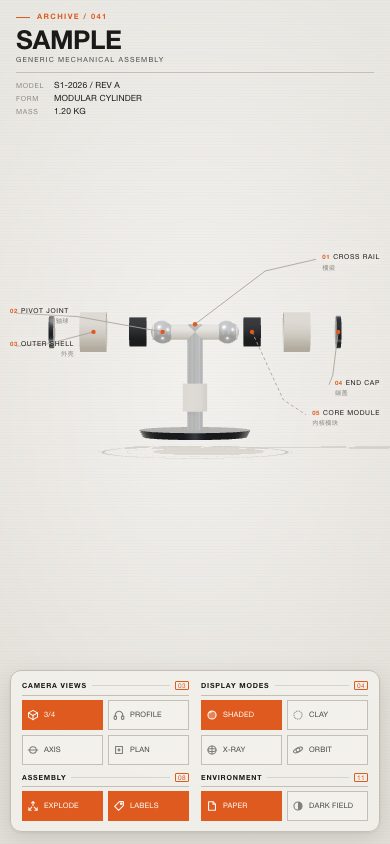 ARCHIVE / 041
SAMPLE
GENERIC MECHANICAL ASSEMBLY
MODEL S1-2026 / REV A
FORM MODULAR CYLINDER
MASS 1.20 KG
01 CROSS RAIL
横梁
02 PIVOT JOINT
轴球
03 OUTER SHELL
外壳
04 END CAP
端盖
05 CORE MODULE
内核模块
CAMERA VIEWS 03
3/4
PROFILE
AXIS
PLAN
DISPLAY MODES 04
SHADED
CLAY
X-RAY
ORBIT
ASSEMBLY 08
EXPLODE
LABELS
ENVIRONMENT 11
PAPER
DARK FIELD